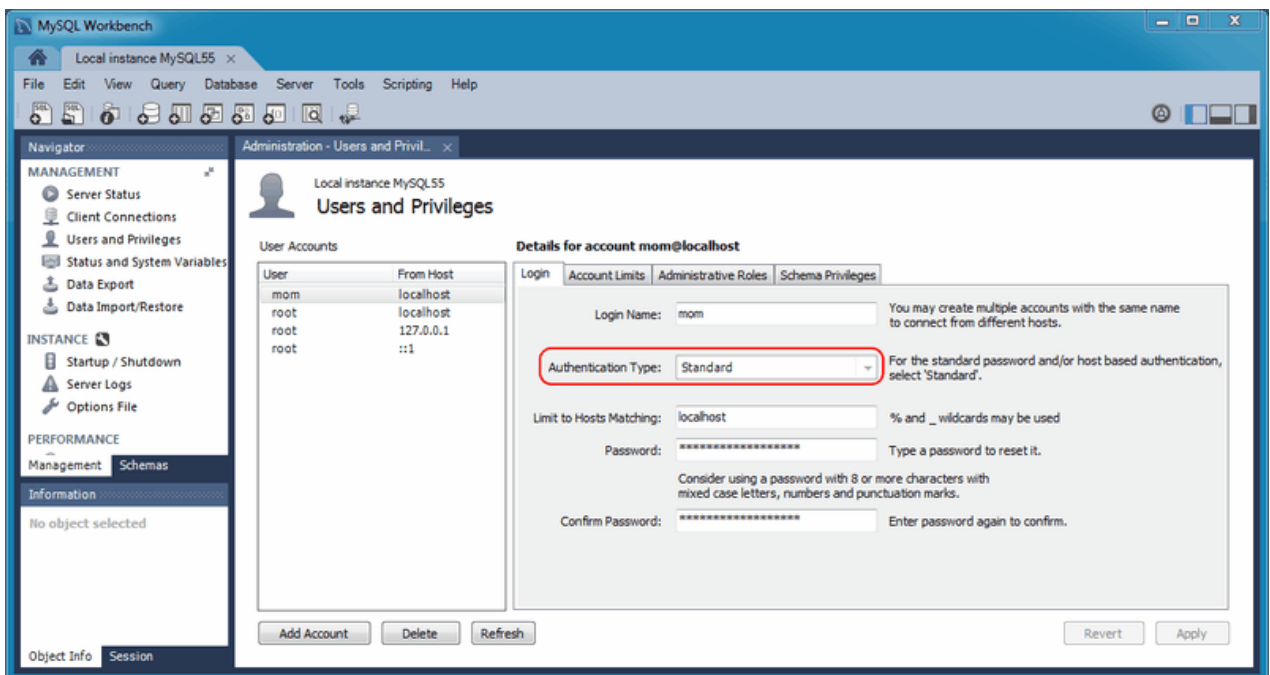 MySQL Workbench
Local instance MySQL55
File Edit View Query Database Server Tools Scripting Help
Navigator
MANAGEMENT
Server Status
Client Connections
Users and Privileges
Status and System Variables
Data Export
Data Import/Restore
INSTANCE
Startup / Shutdown
Server Logs
Options File
PERFORMANCE
Management Schemas
Information
No object selected
Object Info Session
Administration - Users and Privil...
Local instance MySQL55
Users and Privileges
User Accounts
User From Host
mom localhost
root localhost
root 127.0.0.1
root ::1
Add Account Delete Refresh
Details for account mom@localhost
Login Account Limits Administrative Roles Schema Privileges
Login Name: mom
You may create multiple accounts with the same name
to connect from different hosts.
Authentication Type: Standard
For the standard password and/or host based authentication,
select 'Standard'.
Limit to Hosts Matching: localhost % and _ wildcards may be used
Password: ****************** Type a password to reset it.
Consider using a password with 8 or more characters with
mixed case letters, numbers and punctuation marks.
Confirm Password: ****************** Enter password again to confirm.
Revert Apply